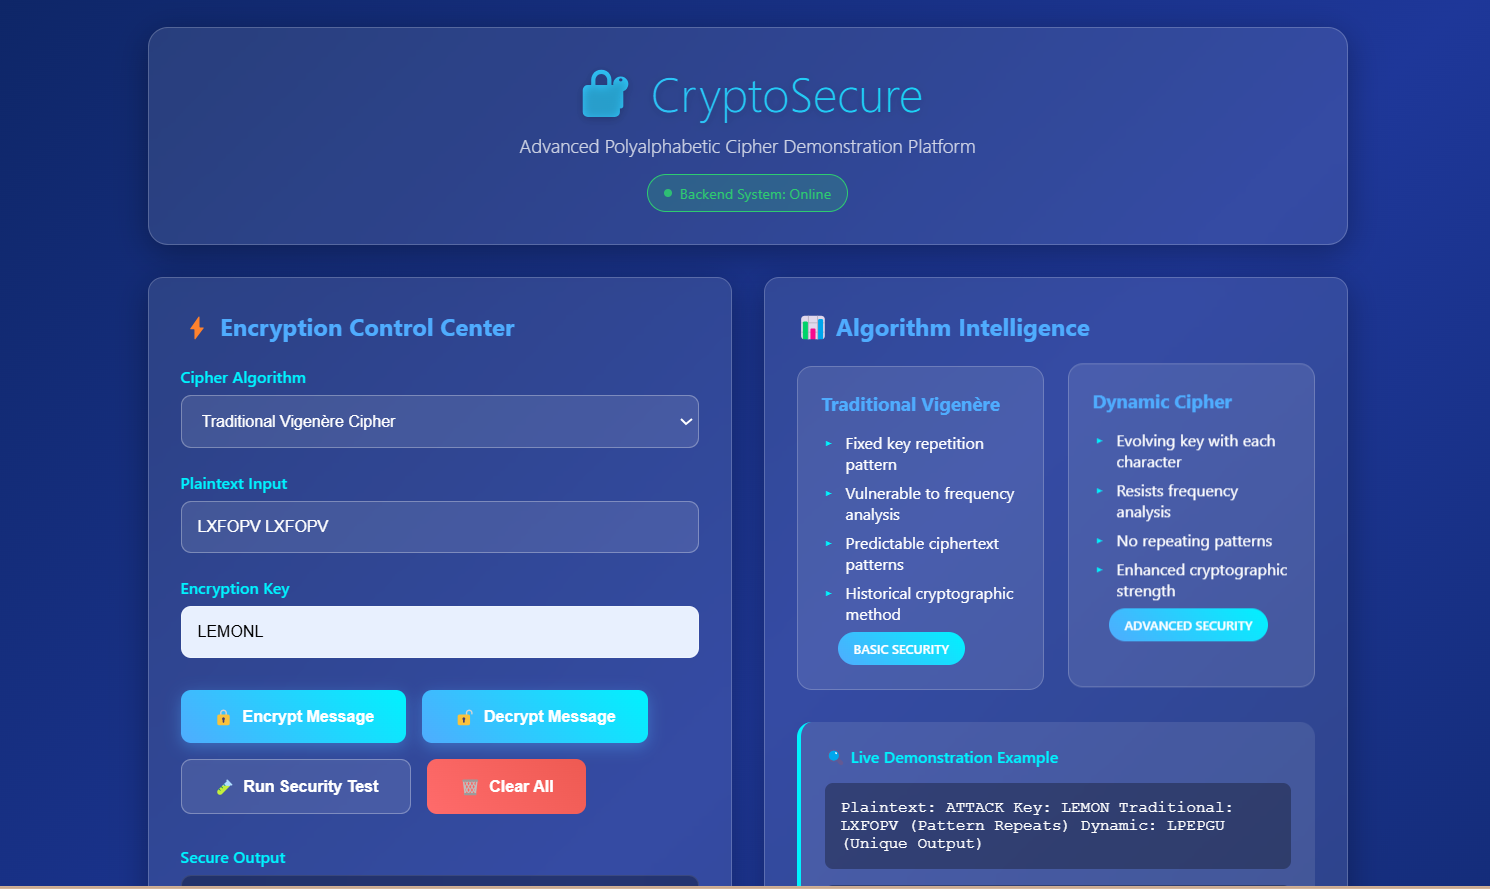 CryptoSecure
Advanced Polyalphabetic Cipher Demonstration Platform
Backend System: Online
Encryption Control Center
Cipher Algorithm
Traditional Vigenère Cipher
Plaintext Input
LXFOPV LXFOPV
Encryption Key
LEMONL
Encrypt Message
Decrypt Message
Run Security Test
Clear All
Secure Output
Algorithm Intelligence
Traditional Vigenère
Fixed key repetition
pattern
Vulnerable to frequency
analysis
Predictable ciphertext
patterns
Historical cryptographic
method
BASIC SECURITY
Dynamic Cipher
Evolving key with each
character
Resists frequency
analysis
No repeating patterns
Enhanced cryptographic
strength
ADVANCED SECURITY
Live Demonstration Example
Plaintext: ATTACK Key: LEMON Traditional:
LXFOPV (Pattern Repeats) Dynamic: LPEPGU
(Unique Output)